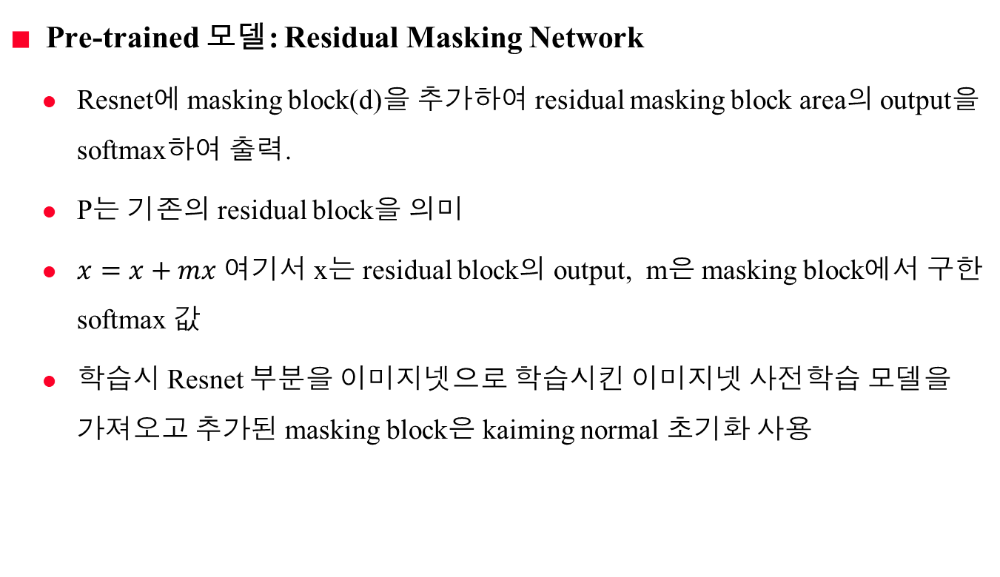 ■ Pre-trained 모델: Residual Masking Network
● Resnet에 masking block(d)을 추가하여 residual masking block area의 output을
softmax하여 출력.
● P는 기존의 residual block을 의미
● 𝑥 = 𝑥 + 𝑚𝑥 여기서 x는 residual block의 output, m은 masking block에서 구한
softmax 값
● 학습시 Resnet 부분을 이미지넷으로 학습시킨 이미지넷 사전학습 모델을
가져오고 추가된 masking block은 kaiming normal 초기화 사용